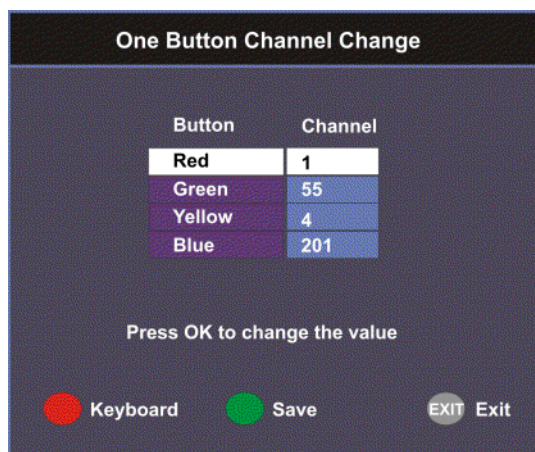 One Button Channel Change
Button Channel
Red 1
Green 55
Yellow 4
Blue 201
Press OK to change the value
Keyboard Save EXIT Exit